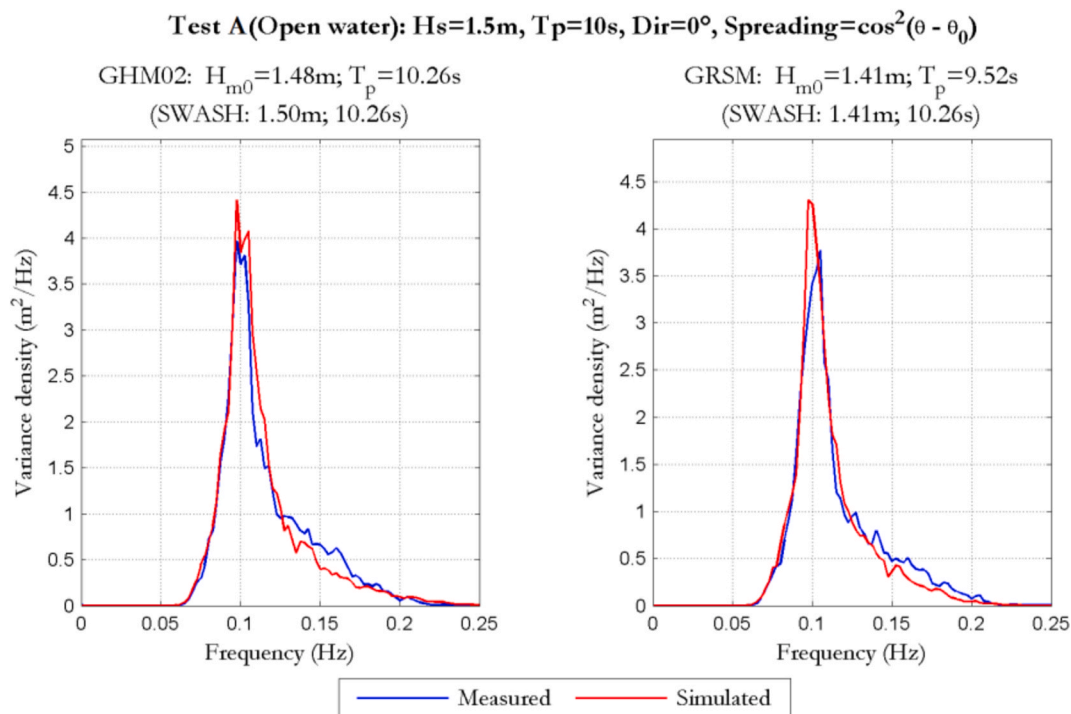 Test A(Open water): Hs=1.5m, Tp=10s, Dir=0°, Spreading=cos²(θ - θ₀)
GHM02: Hₘ₀=1.48m; Tₚ=10.26s
(SWASH: 1.50m; 10.26s)
5
4.5
4
3.5
3
2.5
2
1.5
1
0.5
0
Variance density (m²/Hz)
0 0.05 0.1 0.15 0.2 0.25
Frequency (Hz)
GRSM: Hₘ₀=1.41m; Tₚ=9.52s
(SWASH: 1.41m; 10.26s)
4.5
4
3.5
3
2.5
2
1.5
1
0.5
0
Variance density (m²/Hz)
0 0.05 0.1 0.15 0.2 0.25
Frequency (Hz)
Measured Simulated